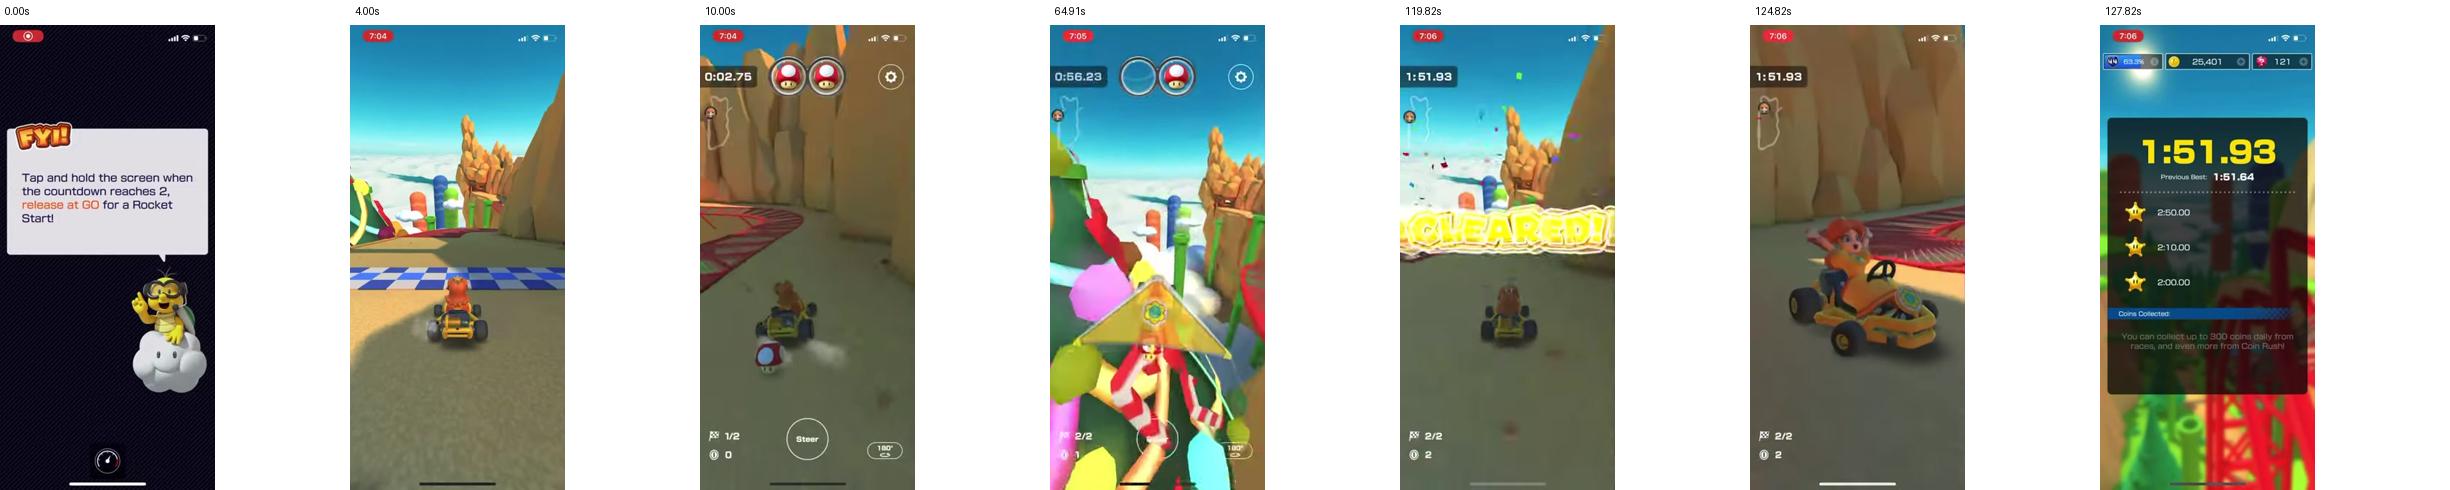 0.00s
4.00s
10.00s
64.91s
119.82s
124.82s
127.82s
FYI!
Tap and hold the screen when
the countdown reaches 2,
release at GO for a Rocket
Start!
7:04
7:04
0:02.75
Steer
1/2
0
180°
7:05
0:56.23
2/2
1
180°
7:06
1:51.93
CLEARED!
2/2
2
7:06
1:51.93
2/2
2
7:06
63.3%
25,401
121
1:51.93
Previous Best: 1:51.64
2:50.00
2:10.00
2:00.00
Coins Collected:
You can collect up to 300 coins daily from
races, and even more from Coin Rush!